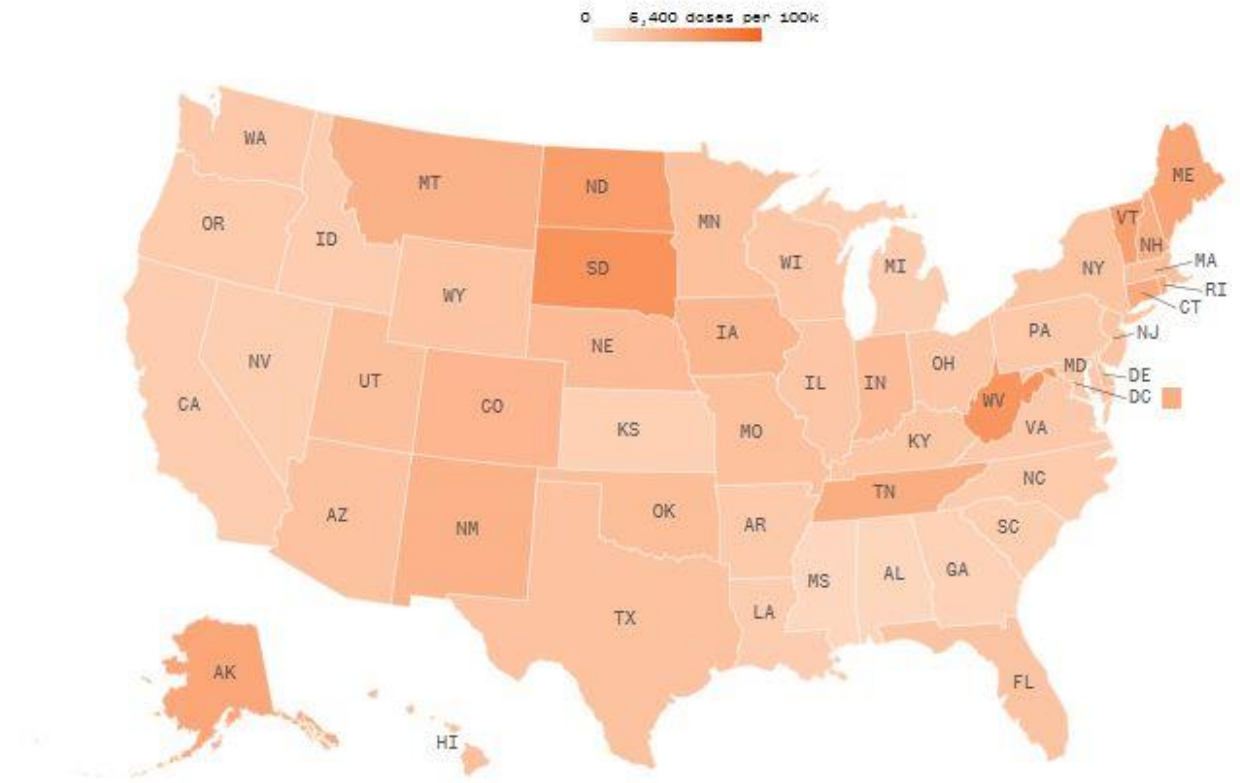 0 6,400 doses per 100k
WA
MT
ND
ME
VT
OR
ID
MN
NH
SD
WI
MI
NY
MA
WY
RI
CT
IA
NE
PA
NJ
NV
UT
IL
IN
OH
MD
DE
CA
CO
WV
DC
KS
MO
KY
VA
AZ
NM
OK
TN
NC
AR
SC
MS
AL
GA
TX
LA
AK
FL
HI